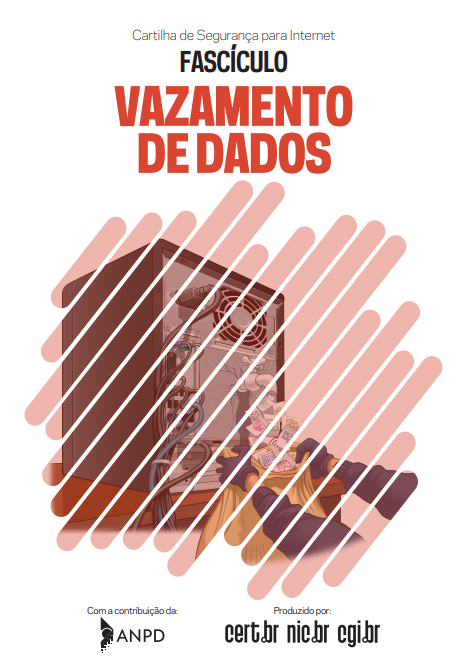 Cartilha de Segurança para Internet
FASCÍCULO
VAZAMENTO
DE DADOS
Com a contribuição da:
Produzido por:
ANPD
cert.br nic.br cgi.br